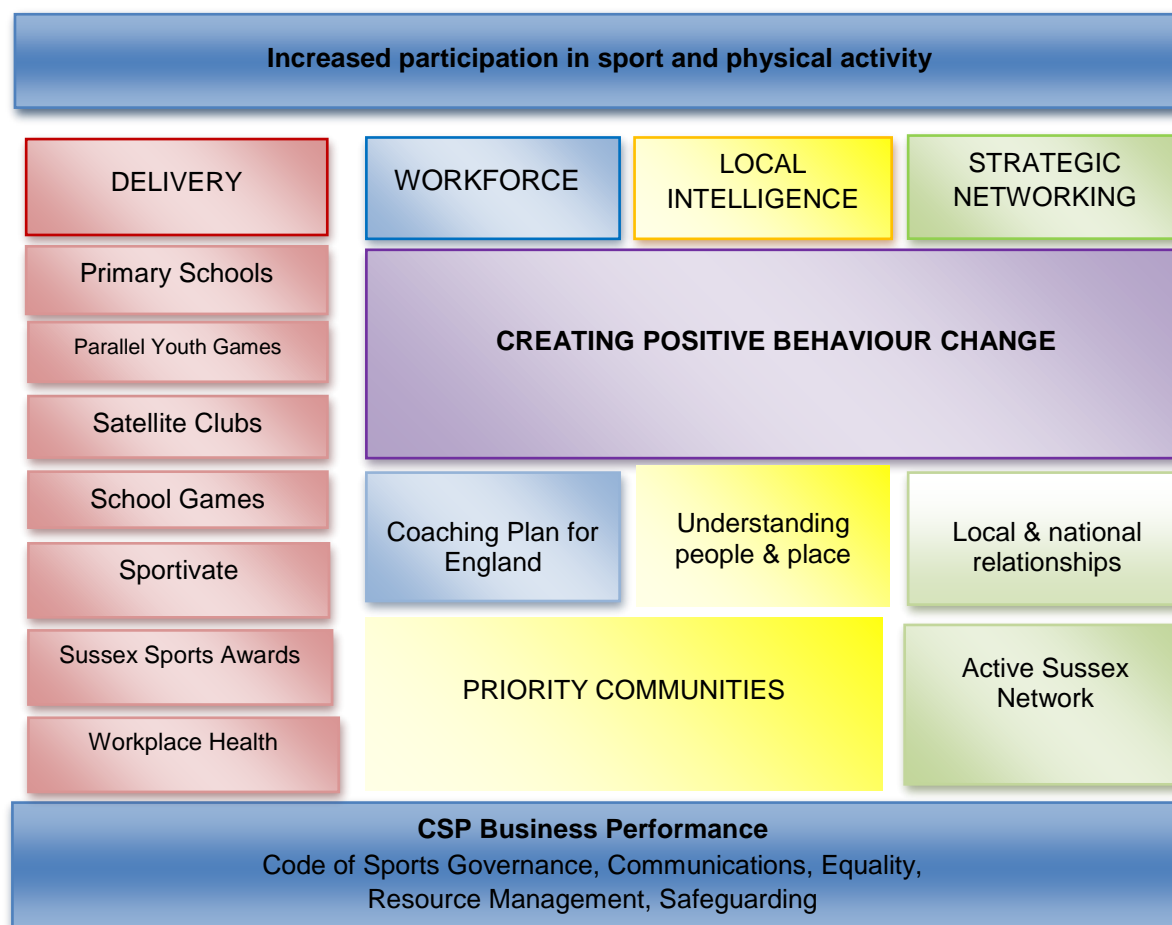 Increased participation in sport and physical activity
DELIVERY
WORKFORCE
LOCAL
INTELLIGENCE
STRATEGIC
NETWORKING
Primary Schools
Parallel Youth Games
Satellite Clubs
School Games
Sportivate
Sussex Sports Awards
Workplace Health
CREATING POSITIVE BEHAVIOUR CHANGE
Coaching Plan for
England
Understanding
people & place
Local & national
relationships
PRIORITY COMMUNITIES
Active Sussex
Network
CSP Business Performance
Code of Sports Governance, Communications, Equality,
Resource Management, Safeguarding